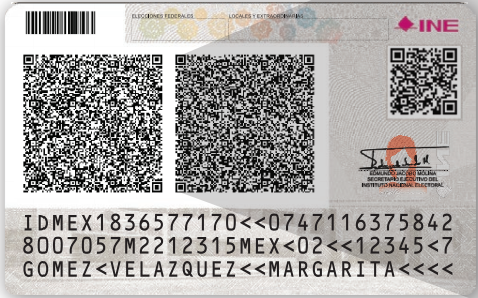 ELECCIONES FEDERALES LOCALES Y EXTRAORDINARIAS
INE
EDMUNDO JACOBO MOLINA
SECRETARIO EJECUTIVO DEL
INSTITUTO NACIONAL ELECTORAL
IDMEX1836577170<<0747116375842
8007057M2212315MEX<02<<12345<7
GOMEZ<VELAZQUEZ<<MARGARITA<<<<